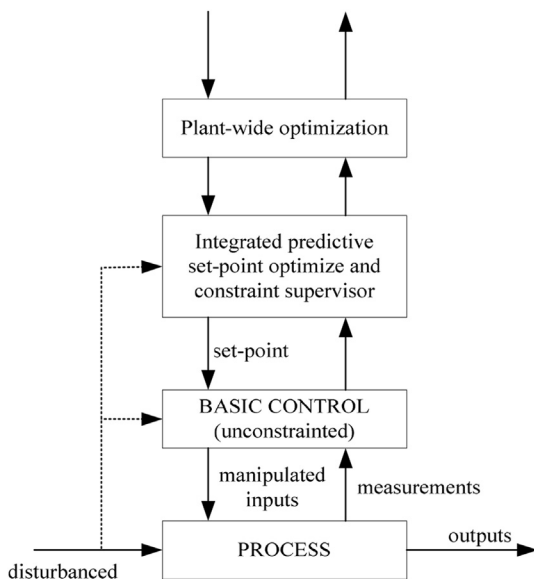 Plant-wide optimization
Integrated predictive
set-point optimize and
constraint supervisor
set-point
BASIC CONTROL
(unconstrainted)
manipulated
inputs
measurements
PROCESS
outputs
disturbanced